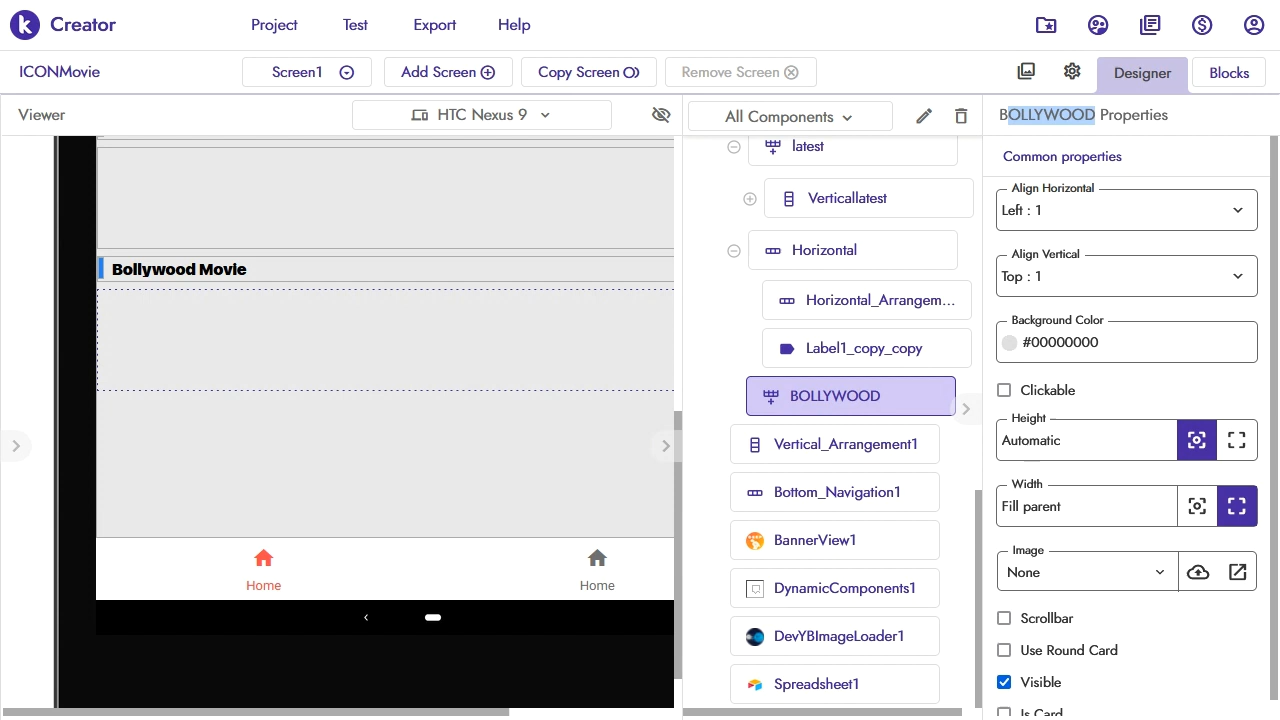 k Creator
Project
Test
Export
Help
ICONMovie
Screen1
Add Screen
Copy Screen
Remove Screen
Designer
Blocks
Viewer
HTC Nexus 9
All Components
BOLLYWOOD Properties
Bollywood Movie
Home
Home
latest
Verticallatest
Horizontal
Horizontal_Arrangem...
Label1_copy_copy
BOLLYWOOD
Vertical_Arrangement1
Bottom_Navigation1
BannerView1
DynamicComponents1
DevYBImageLoader1
Spreadsheet1
Common properties
Align Horizontal
Left : 1
Align Vertical
Top : 1
Background Color
#00000000
Clickable
Height
Automatic
Width
Fill parent
Image
None
Scrollbar
Use Round Card
Visible
Is Card